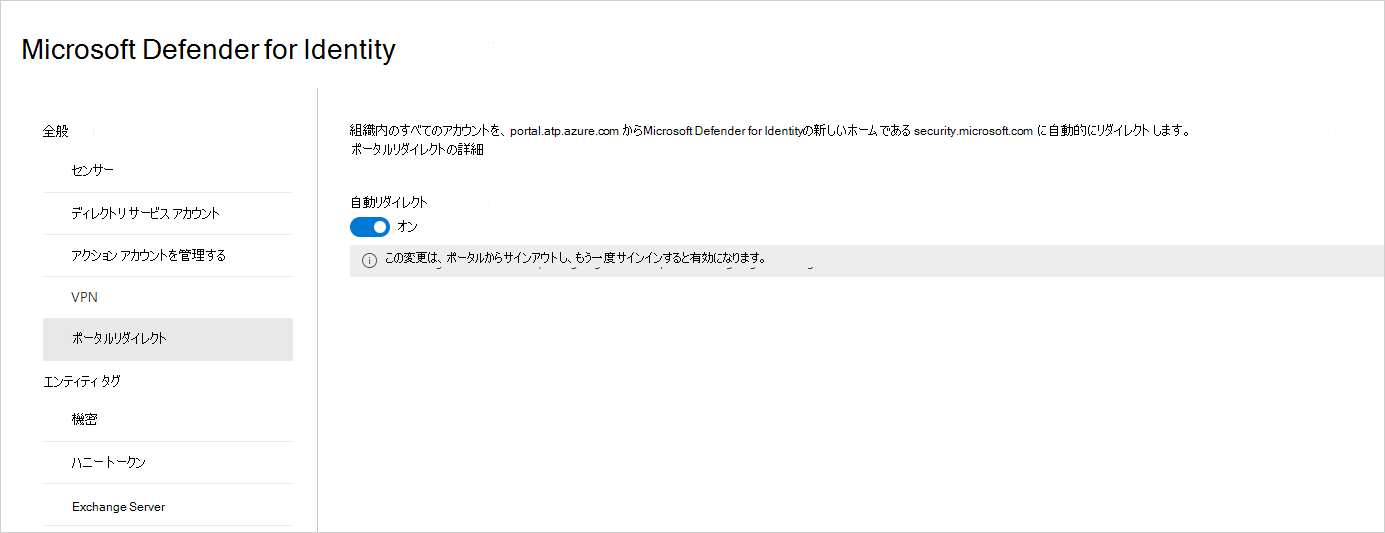 Microsoft Defender for Identity
全般
センサー
ディレクトリ サービス アカウント
アクション アカウントを管理する
VPN
ポータルリダイレクト
エンティティ タグ
機密
ハニートークン
Exchange Server
組織内のすべてのアカウントを、portal.atp.azure.com からMicrosoft Defender for Identityの新しいホームである security.microsoft.com に自動的にリダイレクトします。
ポータルリダイレクトの詳細
自動リダイレクト
オン
この変更は、ポータルからサインアウトし、もう一度サインインすると有効になります。